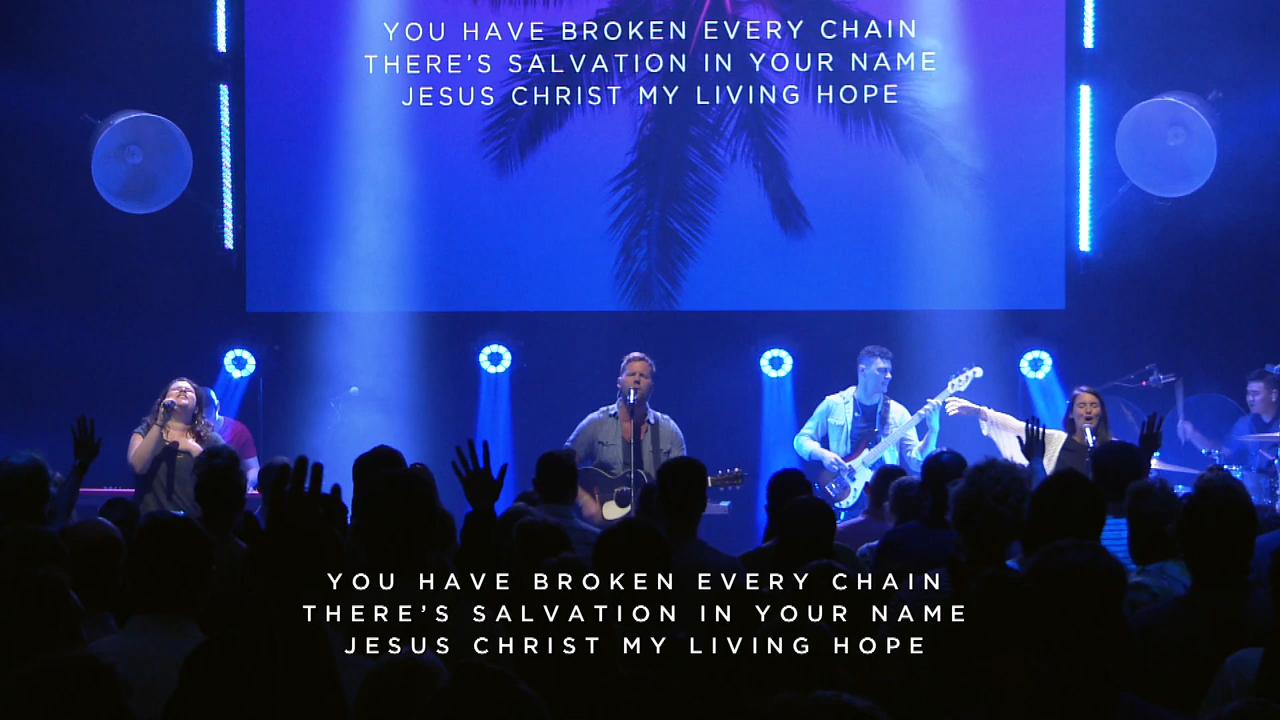 YOU HAVE BROKEN EVERY CHAIN
THERE'S SALVATION IN YOUR NAME
JESUS CHRIST MY LIVING HOPE
YOU HAVE BROKEN EVERY CHAIN
THERE'S SALVATION IN YOUR NAME
JESUS CHRIST MY LIVING HOPE